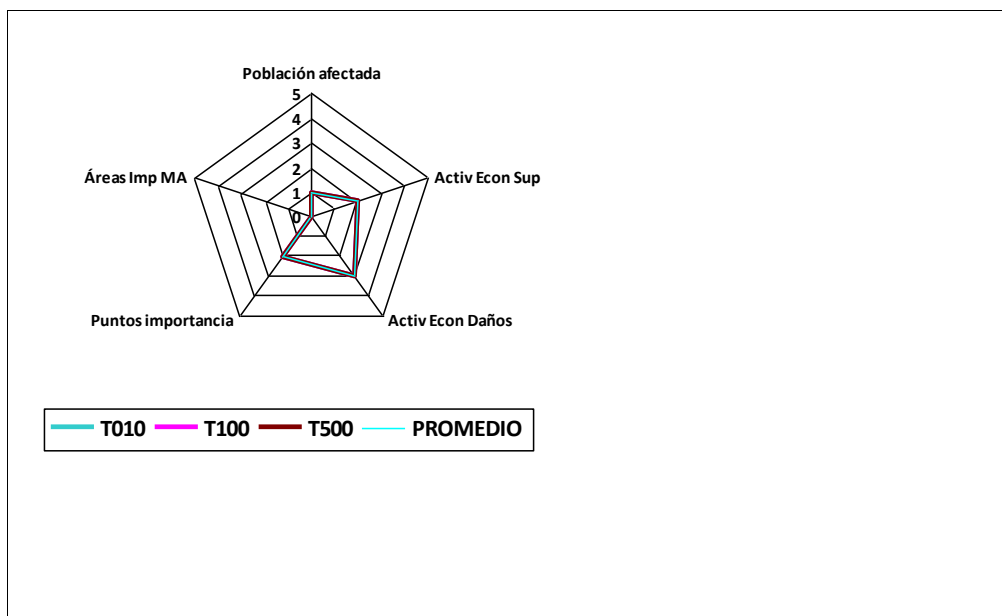 Población afectada
5
4
3
2
1
0
Áreas Imp MA
Activ Econ Sup
Puntos importancia
Activ Econ Daños
T010 T100 T500 PROMEDIO